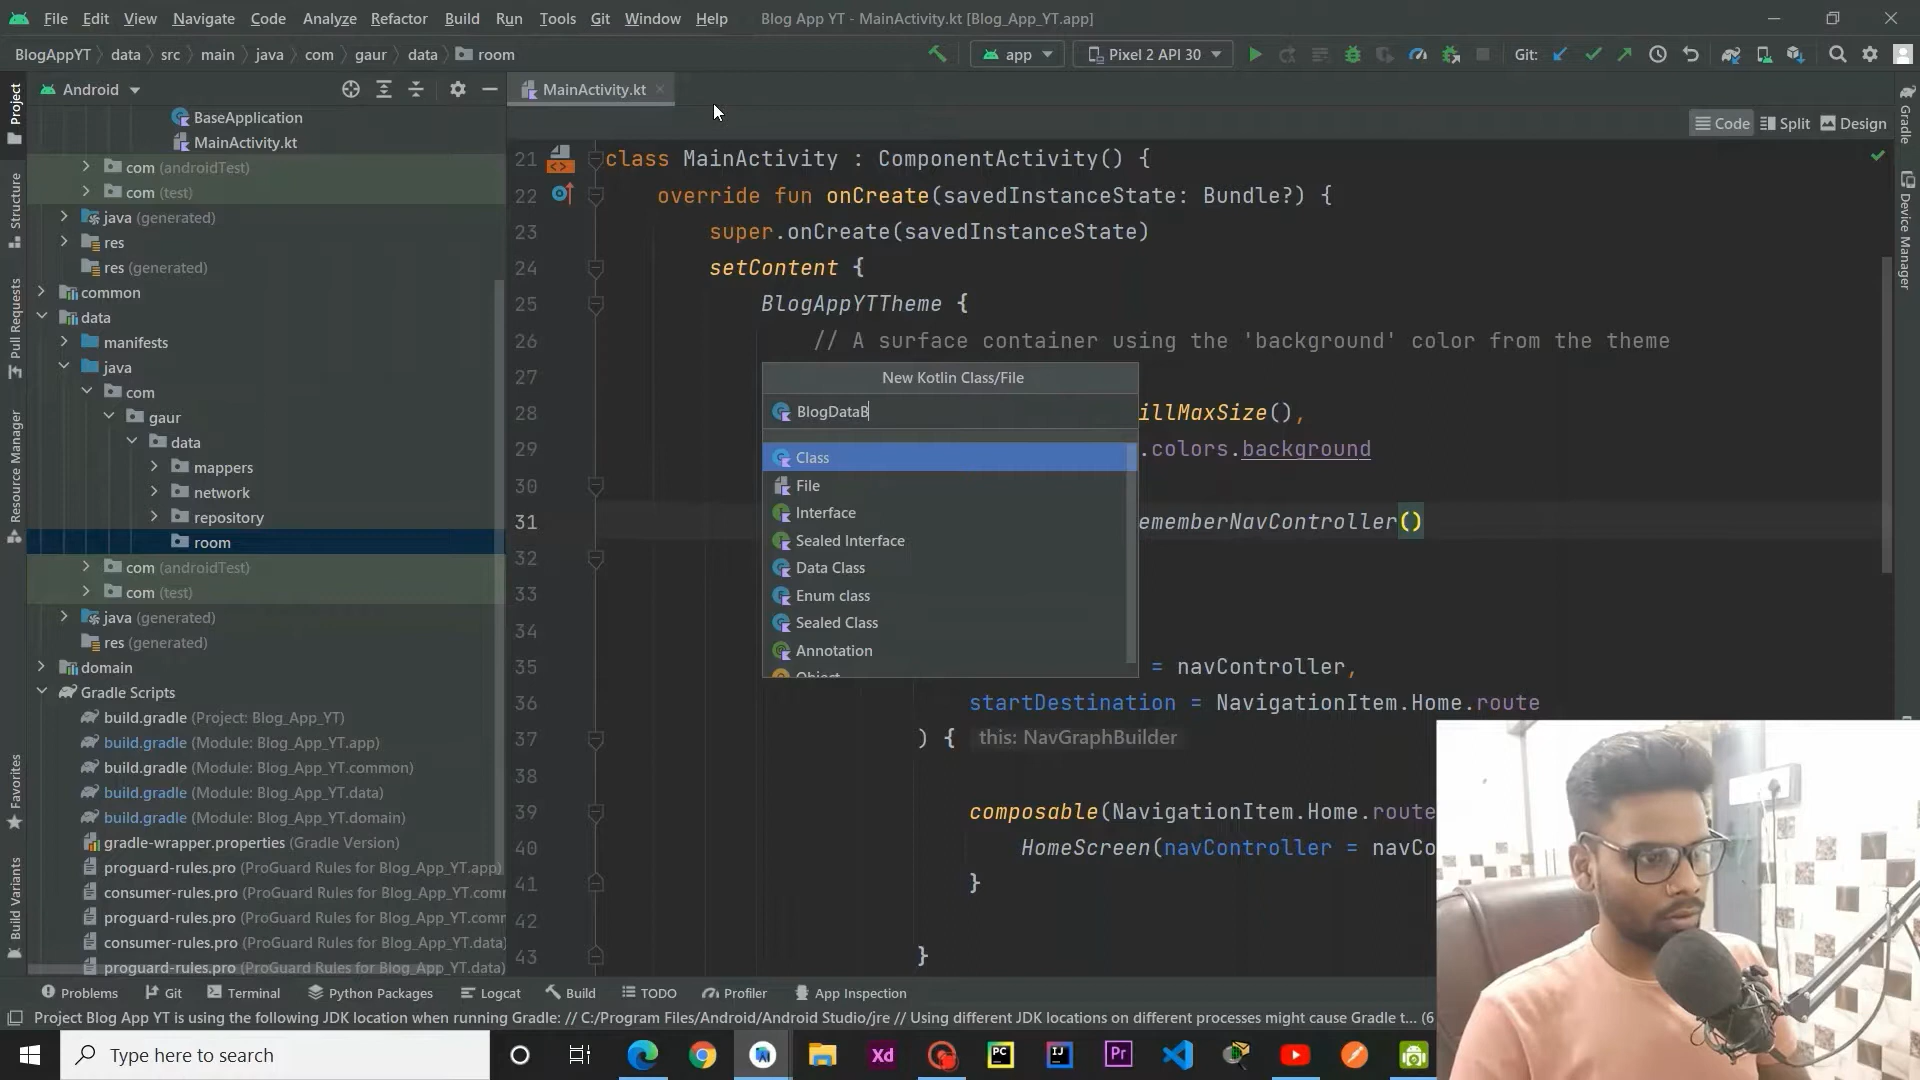 File Edit View Navigate Code Analyze Refactor Build Run Tools Git Window Help Blog App YT - MainActivity.kt [Blog_App_YT.app]
BlogAppYT data src main java com gaur data room app Pixel 2 API 30 Git:
Android MainActivity.kt
Code Split Design
Project
Structure
Pull Requests
Resource Manager
Favorites
Build Variants
Gradle
Device Manager
BaseApplication
MainActivity.kt
com (androidTest)
com (test)
java (generated)
res
res (generated)
common
data
manifests
java
com
gaur
data
mappers
network
repository
room
com (androidTest)
com (test)
java (generated)
res (generated)
domain
Gradle Scripts
build.gradle (Project: Blog_App_YT)
build.gradle (Module: Blog_App_YT.app)
build.gradle (Module: Blog_App_YT.common)
build.gradle (Module: Blog_App_YT.data)
build.gradle (Module: Blog_App_YT.domain)
gradle-wrapper.properties (Gradle Version)
proguard-rules.pro (ProGuard Rules for Blog_App_YT.app)
consumer-rules.pro (ProGuard Rules for Blog_App_YT.comr
proguard-rules.pro (ProGuard Rules for Blog_App_YT.comr
consumer-rules.pro (ProGuard Rules for Blog_App_YT.data)
proguard-rules.pro (ProGuard Rules for Blog_App_YT.data)
21 class MainActivity : ComponentActivity() {
22 override fun onCreate(savedInstanceState: Bundle?) {
23 super.onCreate(savedInstanceState)
24 setContent {
25 BlogAppYTTheme {
26 // A surface container using the 'background' color from the theme
27
28 illMaxSize(),
29 .colors.background
30
31 ememberNavController()
32
33
34
35 = navController,
36 startDestination = NavigationItem.Home.route
37 ) { this: NavGraphBuilder
38
39 composable(NavigationItem.Home.route
40 HomeScreen(navController = navCo
41 }
42
43 }
New Kotlin Class/File
BlogDataB
Class
File
Interface
Sealed Interface
Data Class
Enum class
Sealed Class
Annotation
Object
Problems Git Terminal Python Packages Logcat Build TODO Profiler App Inspection
Project Blog App YT is using the following JDK location when running Gradle: // C:/Program Files/Android/Android Studio/jre // Using different JDK locations on different processes might cause Gradle t... (6
Type here to search
Xd PC IJ Pr